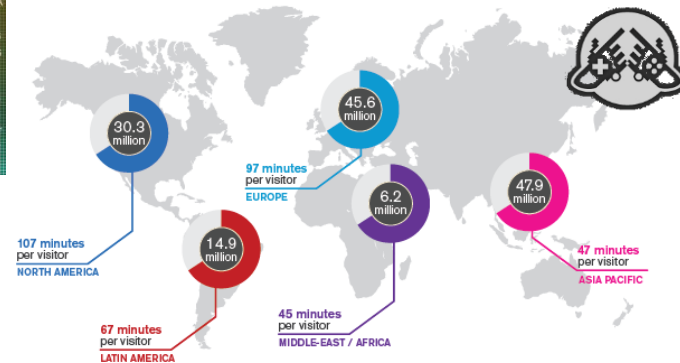 30.3
million
107 minutes
per visitor
NORTH AMERICA
45.6
million
97 minutes
per visitor
EUROPE
14.9
million
67 minutes
per visitor
LATIN AMERICA
6.2
million
45 minutes
per visitor
MIDDLE-EAST / AFRICA
47.9
million
47 minutes
per visitor
ASIA PACIFIC